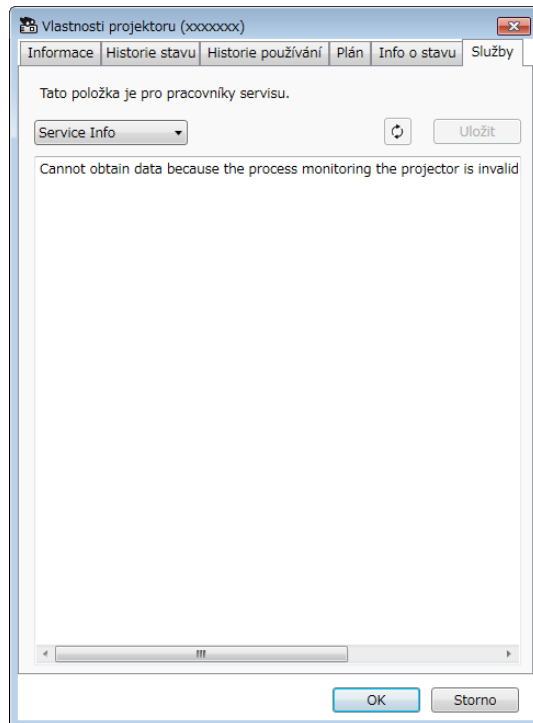 Vlastnosti projektoru (xxxxxxx)
Informace Historie stavu Historie používání Plán Info o stavu Služby
Tato položka je pro pracovníky servisu.
Service Info Uložit
Cannot obtain data because the process monitoring the projector is invalid
OK Storno